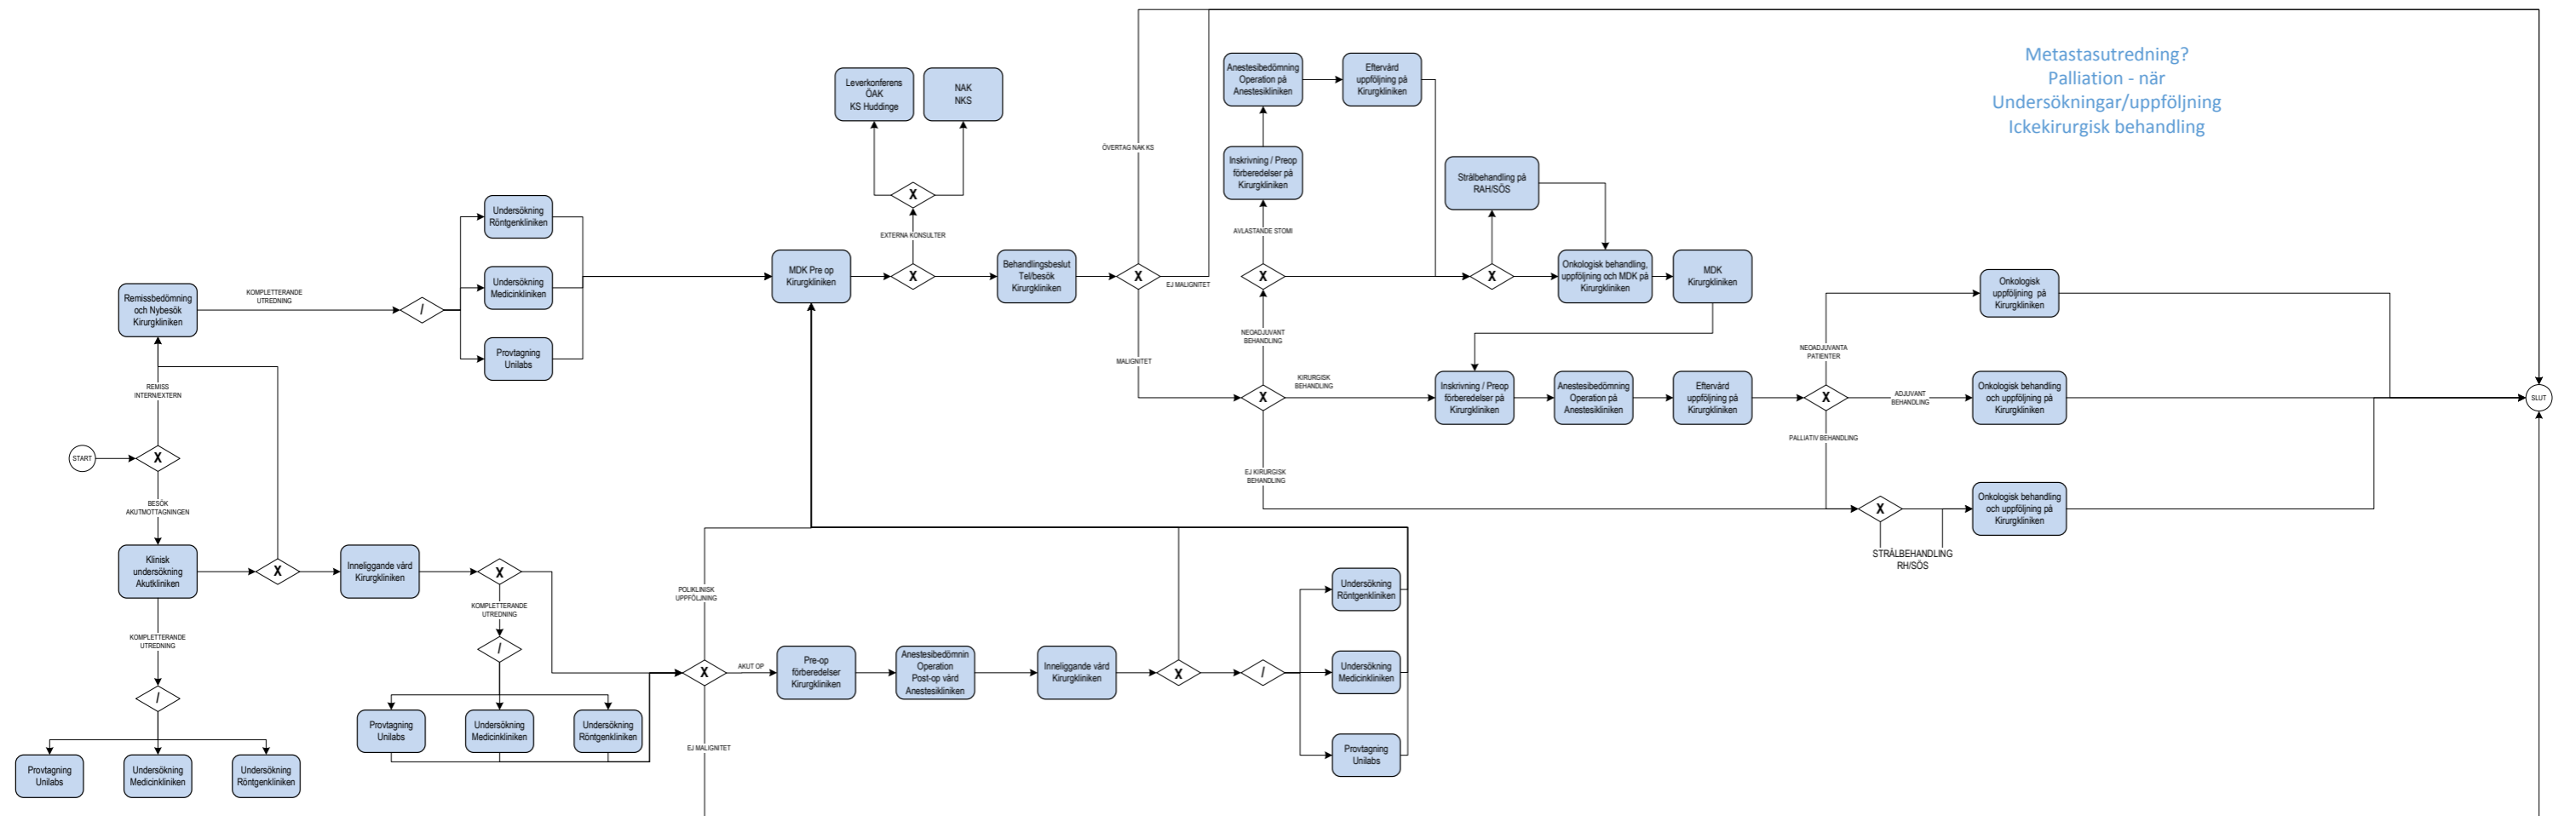 Metastasutredning?
Palliation - när
Undersökningar/uppföljning
Ickekirurgisk behandling
Leverkonferens
ÖAK
KS Huddinge
NAK
NKS
Anestesibedömning
Operation på
Anestesikliniken
Eftervård
uppföljning på
Kirurgkliniken
ÖVERTAG NAK KS
Inskrivning / Preop
förberedelser på
Kirurgkliniken
Strålbehandling på
RAH/SÖS
X
Undersökning
Röntgenkliniken
EXTERNA KONSULTER
AVLASTANDE STOMI
MDK Pre op
Kirurgkliniken
X
Behandlingsbeslut
Tel/besök
Kirurgkliniken
X
EJ MALIGNITET
X
X
Onkologisk behandling,
uppföljning och MDK på
Kirurgkliniken
MDK
Kirurgkliniken
Onkologisk
uppföljning på
Kirurgkliniken
Remissbedömning
och Nybesök
Kirurgkliniken
KOMPLETTERANDE
UTREDNING
/
Undersökning
Medicinkliniken
Provtagning
Unilabs
NEOADJUVANT
BEHANDLING
MALIGNITET
NEOADJUVANTA
PATIENTER
REMISS
INTERN/EXTERN
X
KIRURGISK
BEHANDLING
Inskrivning / Preop
förberedelser på
Kirurgkliniken
Anestesibedömning
Operation på
Anestesikliniken
Eftervård
uppföljning på
Kirurgkliniken
X
ADJUVANT
BEHANDLING
Onkologisk behandling
och uppföljning på
Kirurgkliniken
SLUT
START
X
PALLIATIV BEHANDLING
EJ KIRURGISK
BEHANDLING
BESÖK
AKUTMOTTAGNINGEN
X
Onkologisk behandling
och uppföljning på
Kirurgkliniken
STRÅLBEHANDLING
RH/SÖS
Klinisk
undersökning
Akutkliniken
X
Inneliggande vård
Kirurgkliniken
X
KOMPLETTERANDE
UTREDNING
/
POLIKLINISK
UPPFÖLJNING
Undersökning
Röntgenkliniken
KOMPLETTERANDE
UTREDNING
/
X
AKUT OP
Pre-op
förberedelser
Kirurgkliniken
Anestesibedömnin
Operation
Post-op vård
Anestesikliniken
Inneliggande vård
Kirurgkliniken
X
/
Undersökning
Medicinkliniken
Provtagning
Unilabs
Undersökning
Medicinkliniken
Undersökning
Röntgenkliniken
EJ MALIGNITET
Provtagning
Unilabs
Provtagning
Unilabs
Undersökning
Medicinkliniken
Undersökning
Röntgenkliniken